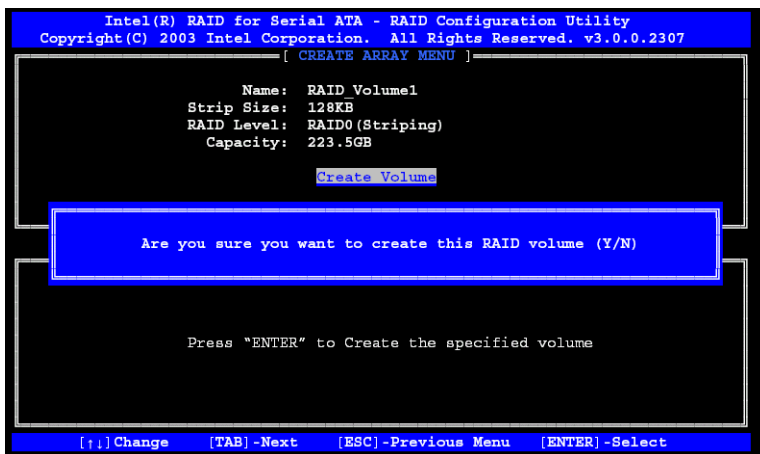 Intel(R) RAID for Serial ATA - RAID Configuration Utility
Copyright(C) 2003 Intel Corporation. All Rights Reserved. v3.0.0.2307
[ CREATE ARRAY MENU ]
Name: RAID_Volume1
Strip Size: 128KB
RAID Level: RAID0(Striping)
Capacity: 223.5GB
Create Volume
Are you sure you want to create this RAID volume (Y/N)
Press “ENTER” to Create the specified volume
[↑↓]Change [TAB]-Next [ESC]-Previous Menu [ENTER]-Select